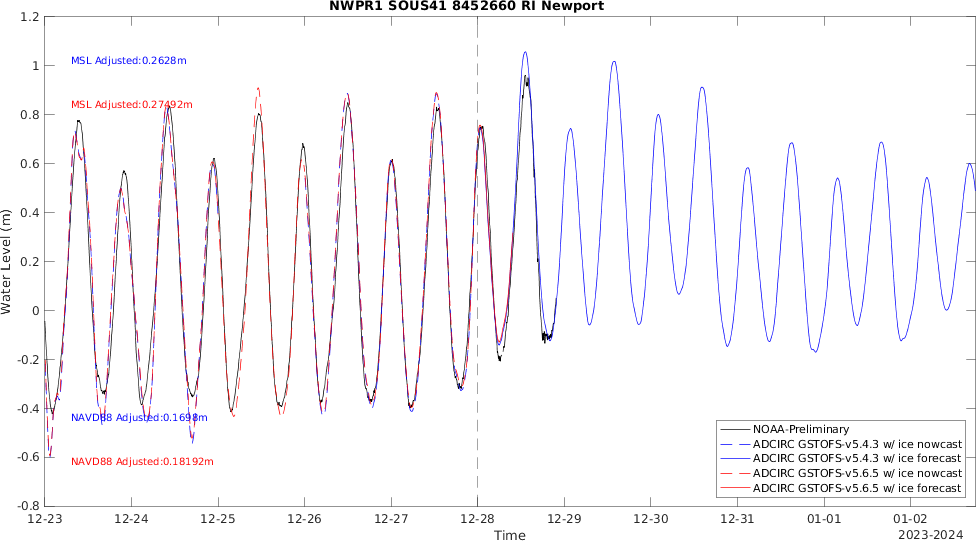 NWPR1 SOUS41 8452660 RI Newport
1.2
1
0.8
0.6
0.4
0.2
0
-0.2
-0.4
-0.6
-0.8
Water Level (m)
MSL Adjusted:0.2628m
MSL Adjusted:0.27492m
NAVD88 Adjusted:0.1698m
NAVD88 Adjusted:0.18192m
NOAA-Preliminary
ADCIRC GSTOFS-v5.4.3 w/ ice nowcast
ADCIRC GSTOFS-v5.4.3 w/ ice forecast
ADCIRC GSTOFS-v5.6.5 w/ ice nowcast
ADCIRC GSTOFS-v5.6.5 w/ ice forecast
12-23 12-24 12-25 12-26 12-27 12-28 12-29 12-30 12-31 01-01 01-02
Time
2023-2024